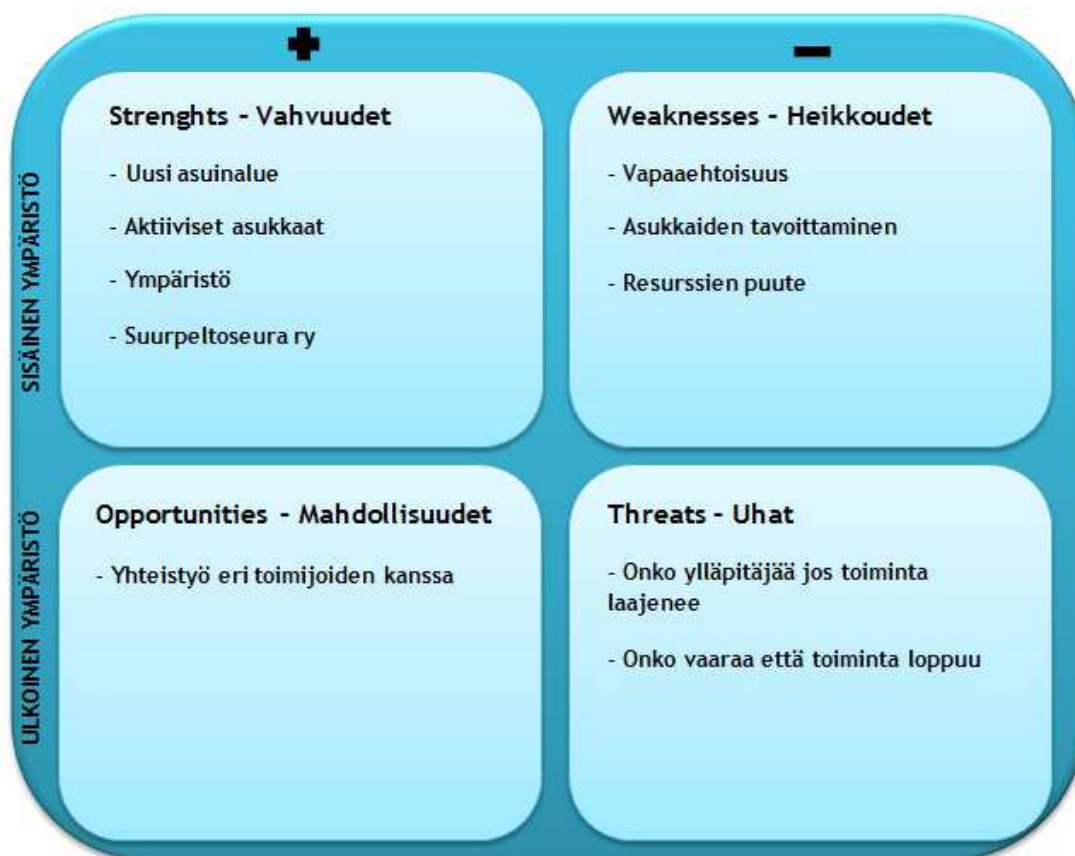 +
−
SISÄINEN YMPÄRISTÖ
Strenghts - Vahvuudet
- Uusi asuinalue
- Aktiiviset asukkaat
- Ympäristö
- Suurpeltoseura ry
Weaknesses - Heikkoudet
- Vapaaehtoisuus
- Asukkaiden tavoittaminen
- Resurssien puute
ULKOINEN YMPÄRISTÖ
Opportunities - Mahdollisuudet
- Yhteistyö eri toimijoiden kanssa
Threats - Uhat
- Onko ylläpitäjää jos toiminta
laajenee
- Onko vaaraa että toiminta loppuu